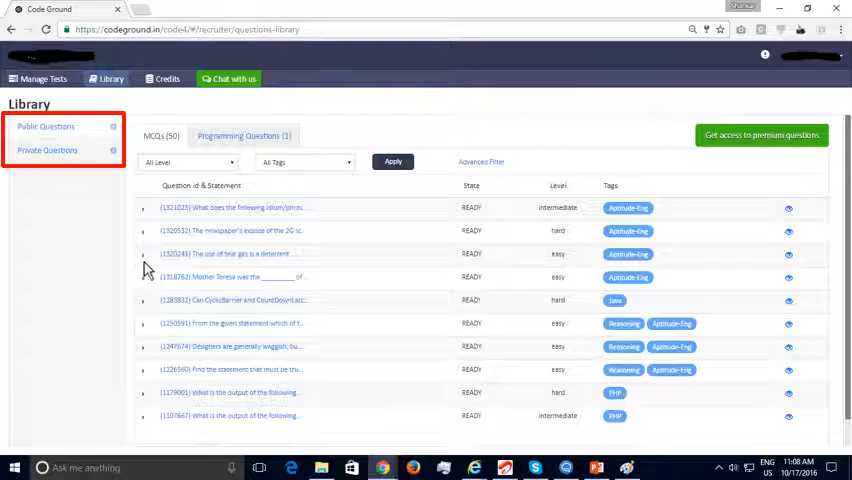 Code Ground
Shankar
https://codeground.in/code4/#/recruiter/questions-library
Manage Tests Library Credits Chat with us
Library
Public Questions
Private Questions
MCQs (50) Programming Questions (1) Get access to premium questions
All Level All Tags Apply Advanced Filter
Question Id & Statement State Level Tags
(1321023) What does the following idiom/phras... READY intermediate Aptitude-Eng
(1320532) The newspaper's expose of the 2G sc.. READY hard Aptitude-Eng
(1320241) The use of tear gas is a deterrent ... READY easy Aptitude-Eng
(1318762) Mother Teresa was the ________ of .. READY easy Aptitude-Eng
(1283832) Can CyclicBarrier and CountDownLatc.. READY hard Java
(1250591) From the given statement which of t... READY easy Reasoning Aptitude-Eng
(1247674) Designers are generally waggish, bu... READY easy Reasoning Aptitude-Eng
(1226560) Find the statement that must be tru... READY easy Reasoning Aptitude-Eng
(1179001) What is the output of the following... READY hard PHP
(1107667) What is the output of the following... READY intermediate PHP
Ask me anything
ENG 11:08 AM
US 10/17/2016